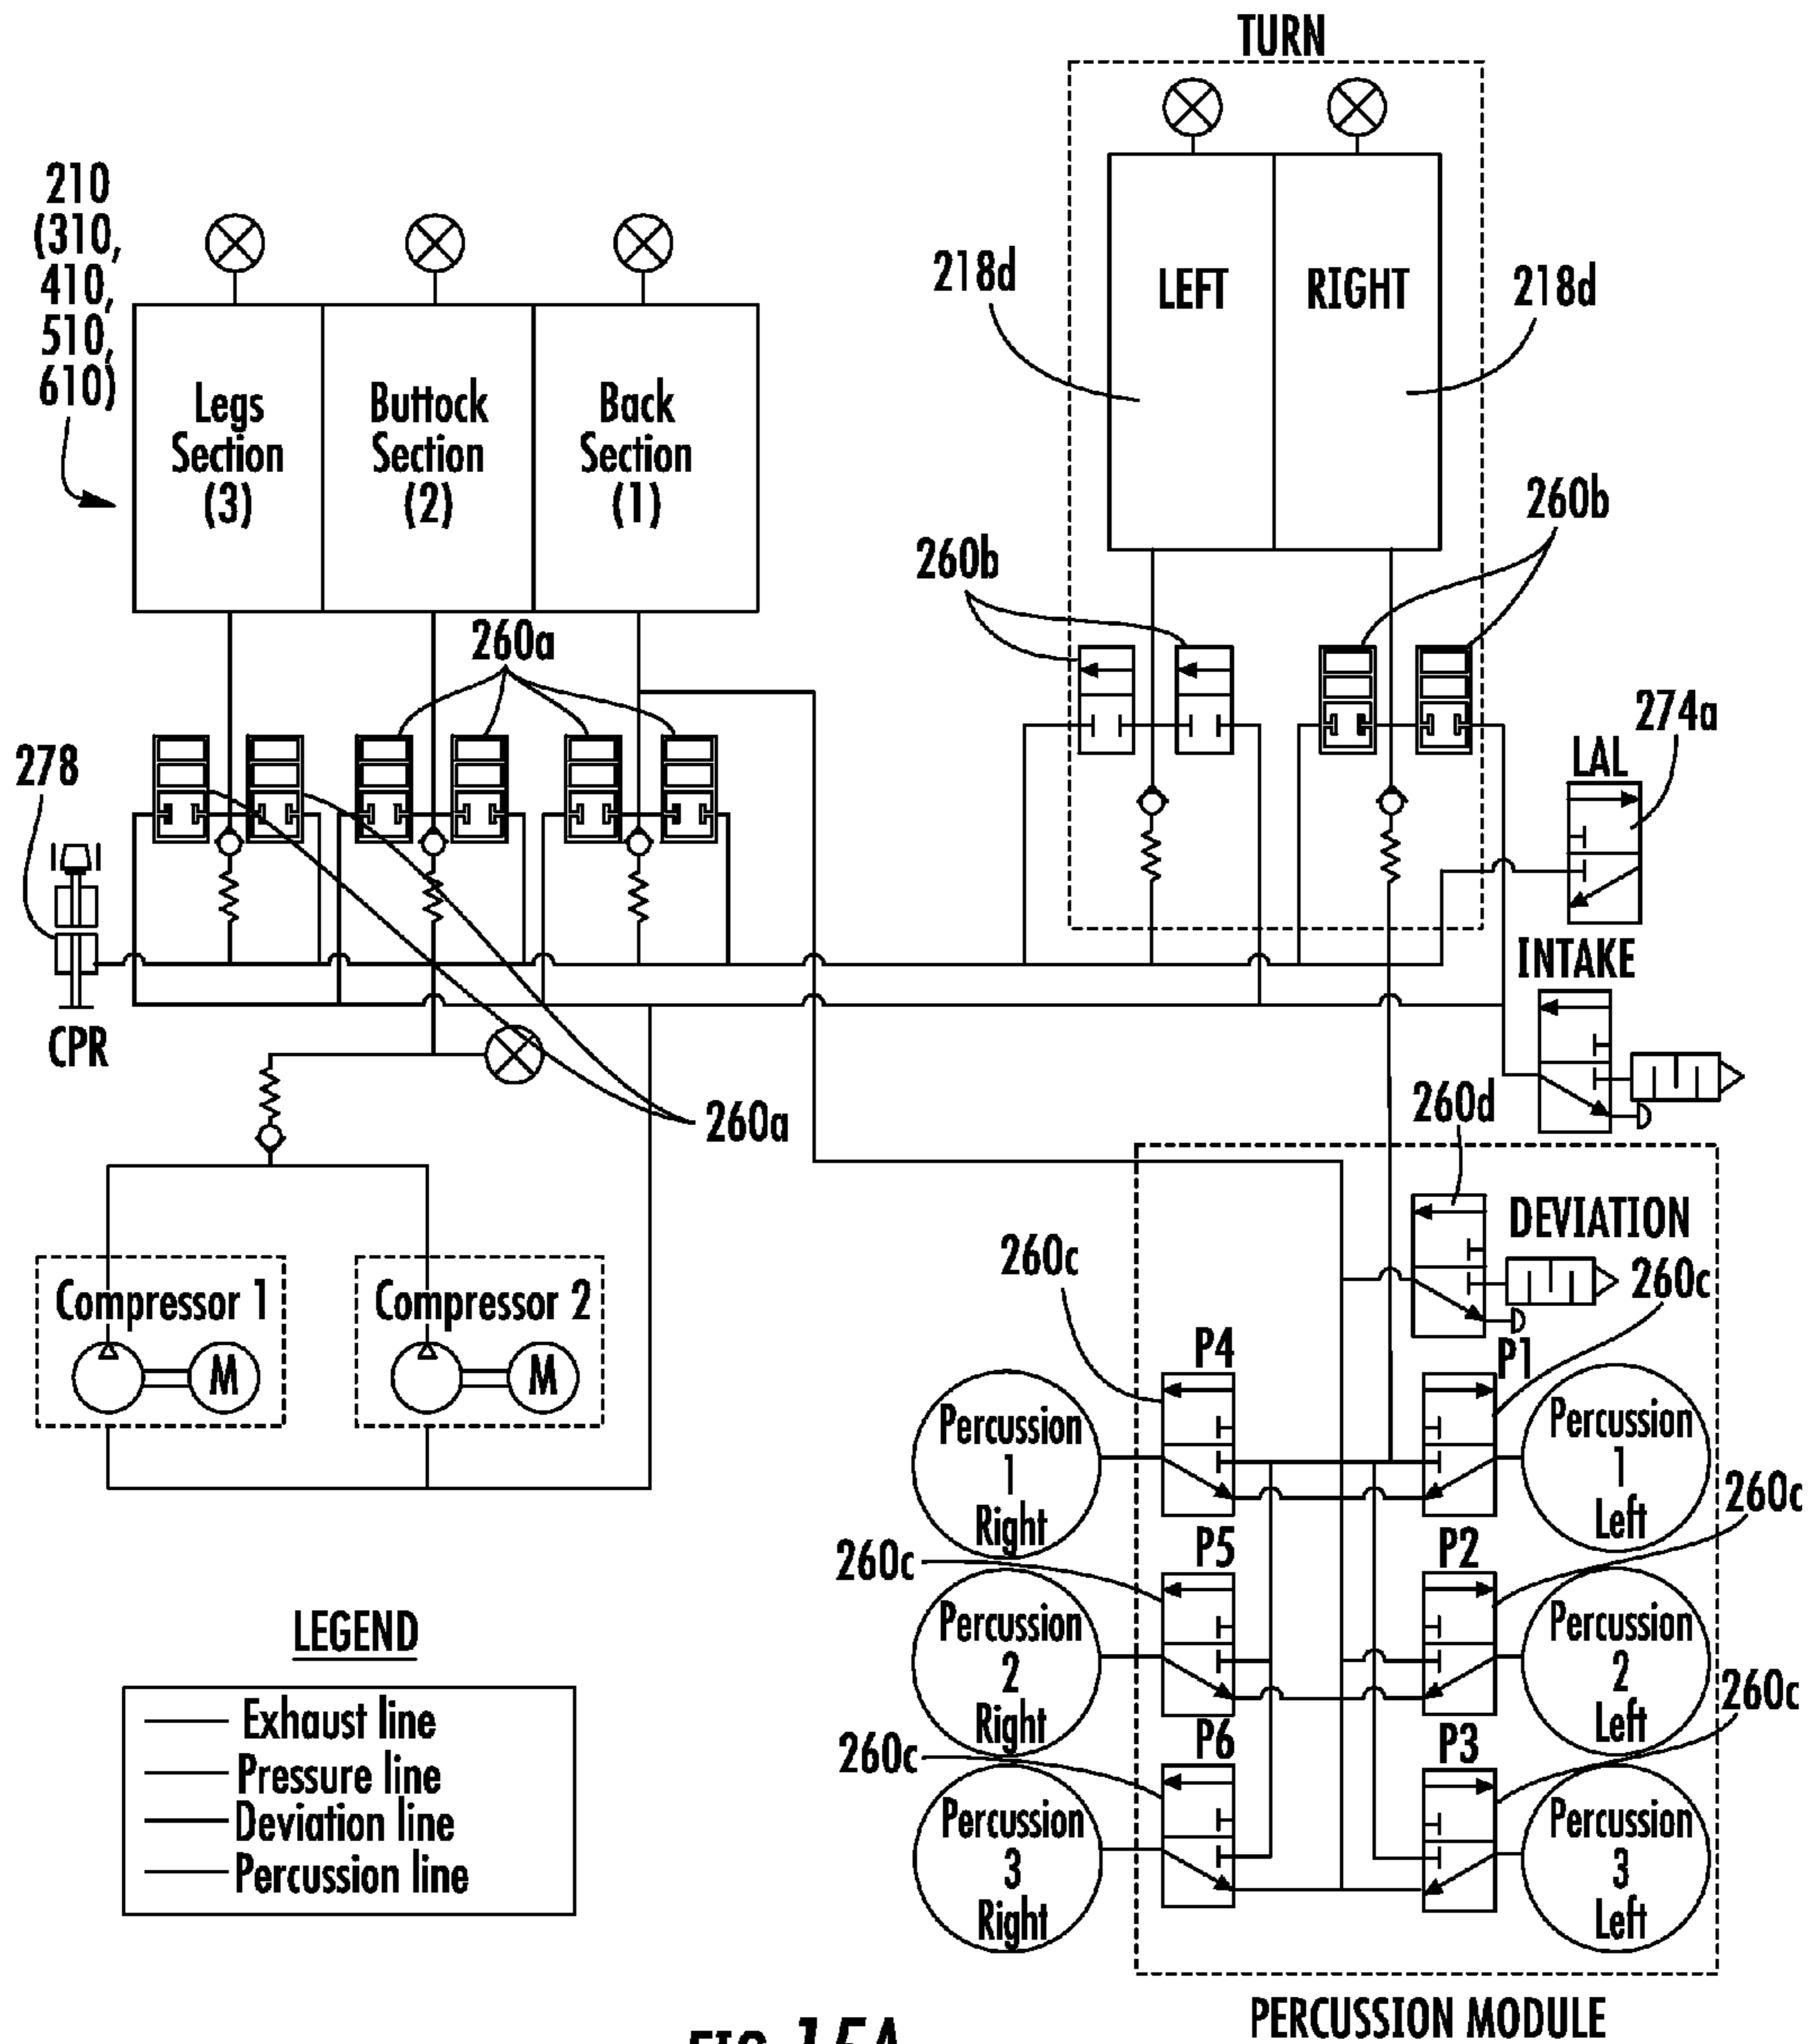 TURN
210
(310,
410,
510,
610)
218d
LEFT
RIGHT
218d
Legs
Section
(3)
Buttock
Section
(2)
Back
Section
(1)
260b
260b
260a
278
LAL
274a
INTAKE
CPR
260a
260d
DEVIATION
260c
260c
Compressor 1
M
Compressor 2
M
P4
P1
Percussion
1
Right
Percussion
1
Left
260c
260c
P5
P2
Percussion
2
Right
Percussion
2
Left
260c
260c
P6
P3
Percussion
3
Right
Percussion
3
Left
LEGEND
Exhaust line
Pressure line
Deviation line
Percussion line
PERCUSSION MODULE
FIG. 15A